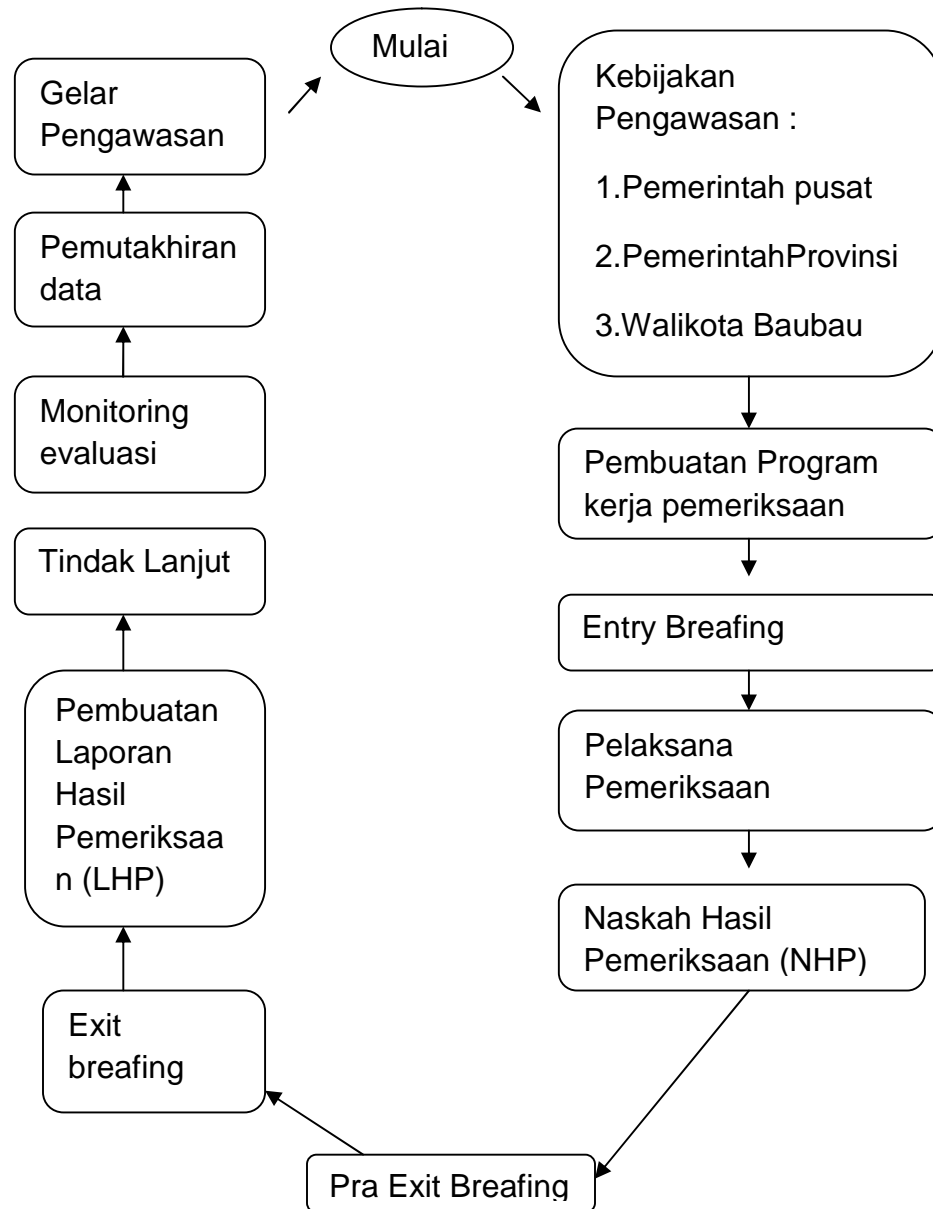 Mulai
Kebijakan
Pengawasan :
1.Pemerintah pusat
2.PemerintahProvinsi
3.Walikota Baubau
Pembuatan Program
kerja pemeriksaan
Entry Breafing
Pelaksana
Pemeriksaan
Naskah Hasil
Pemeriksaan (NHP)
Pra Exit Breafing
Exit
breafing
Pembuatan
Laporan
Hasil
Pemeriksaa
n (LHP)
Tindak Lanjut
Monitoring
evaluasi
Pemutakhiran
data
Gelar
Pengawasan